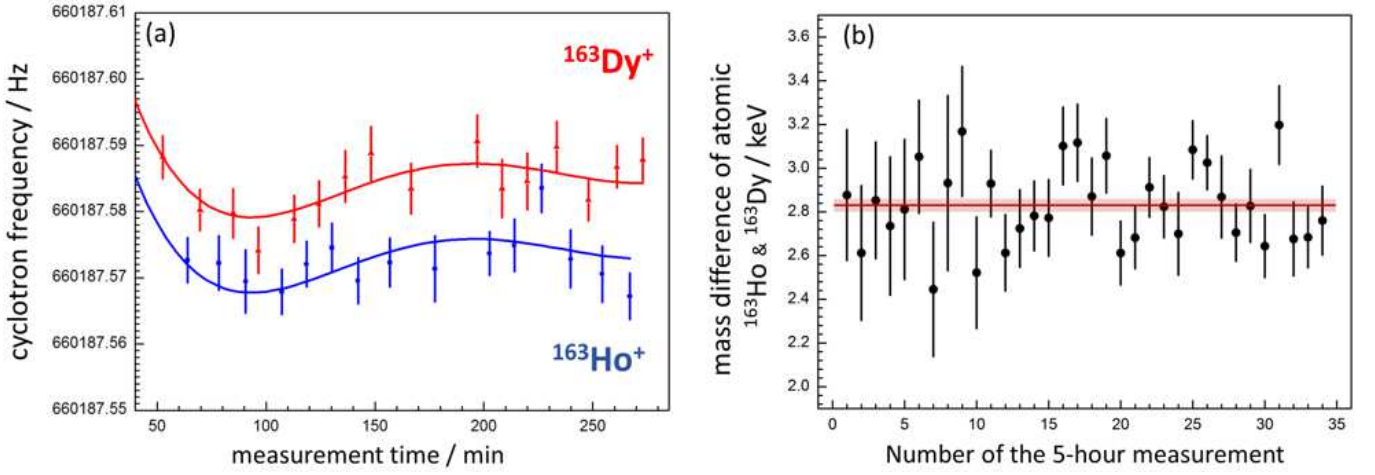 660187.61
660187.60
660187.59
660187.58
660187.57
660187.56
660187.55
cyclotron frequency / Hz
(a)
¹⁶³Dy⁺
¹⁶³Ho⁺
50 100 150 200 250
measurement time / min
3.6
3.4
3.2
3.0
2.8
2.6
2.4
2.2
2.0
mass difference of atomic
¹⁶³Ho & ¹⁶³Dy / keV
(b)
0 5 10 15 20 25 30 35
Number of the 5-hour measurement